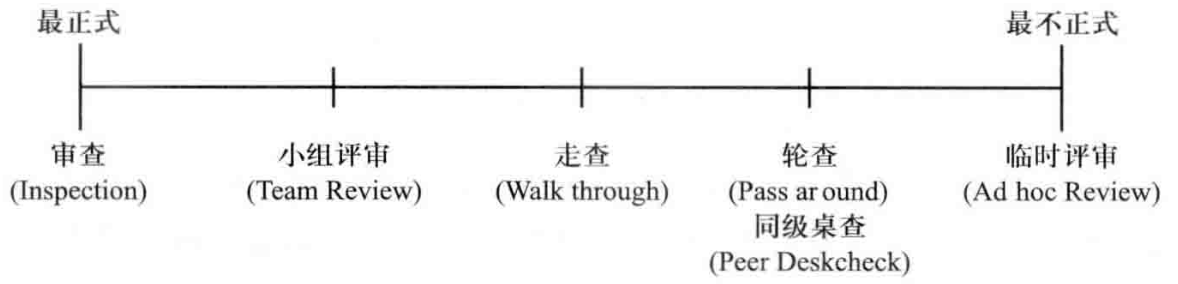 最正式
最不正式
审查
小组评审
走查
轮查
临时评审
(Inspection)
(Team Review)
(Walk through)
(Pass ar ound)
(Ad hoc Review)
同级桌查
(Peer Deskcheck)